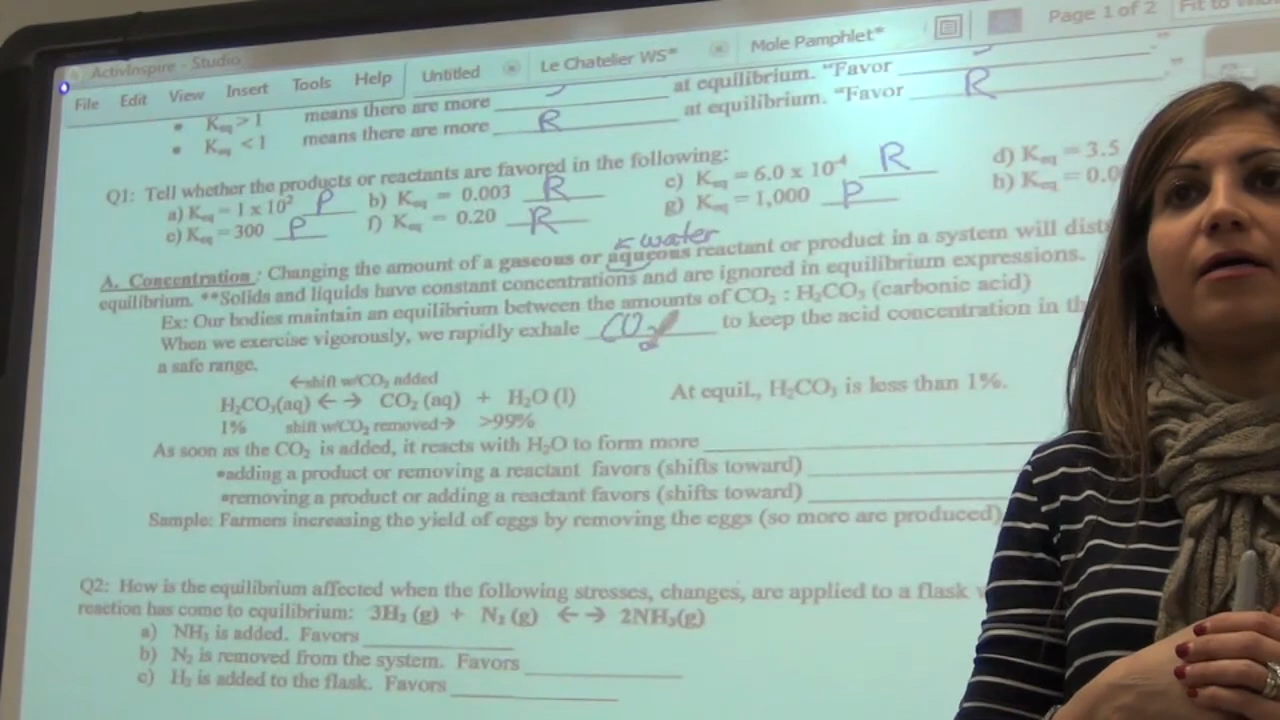 ActivInspire - Studio
File Edit View Insert Tools Help Untitled Le Chatelier WS* Mole Pamphlet* Page 1 of 2 Fit to
• Keq > 1 means there are more ____ at equilibrium. "Favor ____."
• Keq < 1 means there are more R at equilibrium. "Favor R."
Q1: Tell whether the products or reactants are favored in the following:
a) Keq = 1 x 10² P b) Keq = 0.003 R c) Keq = 6.0 x 10⁻⁴ R d) Keq = 3.5
e) Keq = 300 P f) Keq = 0.20 R g) Keq = 1,000 P h) Keq = 0.0
water
A. Concentration: Changing the amount of a gaseous or aqueous reactant or product in a system will
equilibrium. **Solids and liquids have constant concentrations and are ignored in equilibrium expressions.
Ex: Our bodies maintain an equilibrium between the amounts of CO₂ : H₂CO₃ (carbonic acid)
When we exercise vigorously, we rapidly exhale CO₂ to keep the acid concentration in
a safe range.
←shift w/CO₂ added
H₂CO₃(aq) ← → CO₂ (aq) + H₂O (l) At equil., H₂CO₃ is less than 1%.
1% shift w/CO₂ removed→ >99%
As soon as the CO₂ is added, it reacts with H₂O to form more ____
*adding a product or removing a reactant favors (shifts toward) ____
*removing a product or adding a reactant favors (shifts toward) ____
Sample: Farmers increasing the yield of eggs by removing the eggs (so more are produced)
Q2: How is the equilibrium affected when the following stresses, changes, are applied to a flask
reaction has come to equilibrium: 3H₂ (g) + N₂ (g) ← → 2NH₃(g)
a) NH₃ is added. Favors ____
b) N₂ is removed from the system. Favors ____
c) H₂ is added to the flask. Favors ____